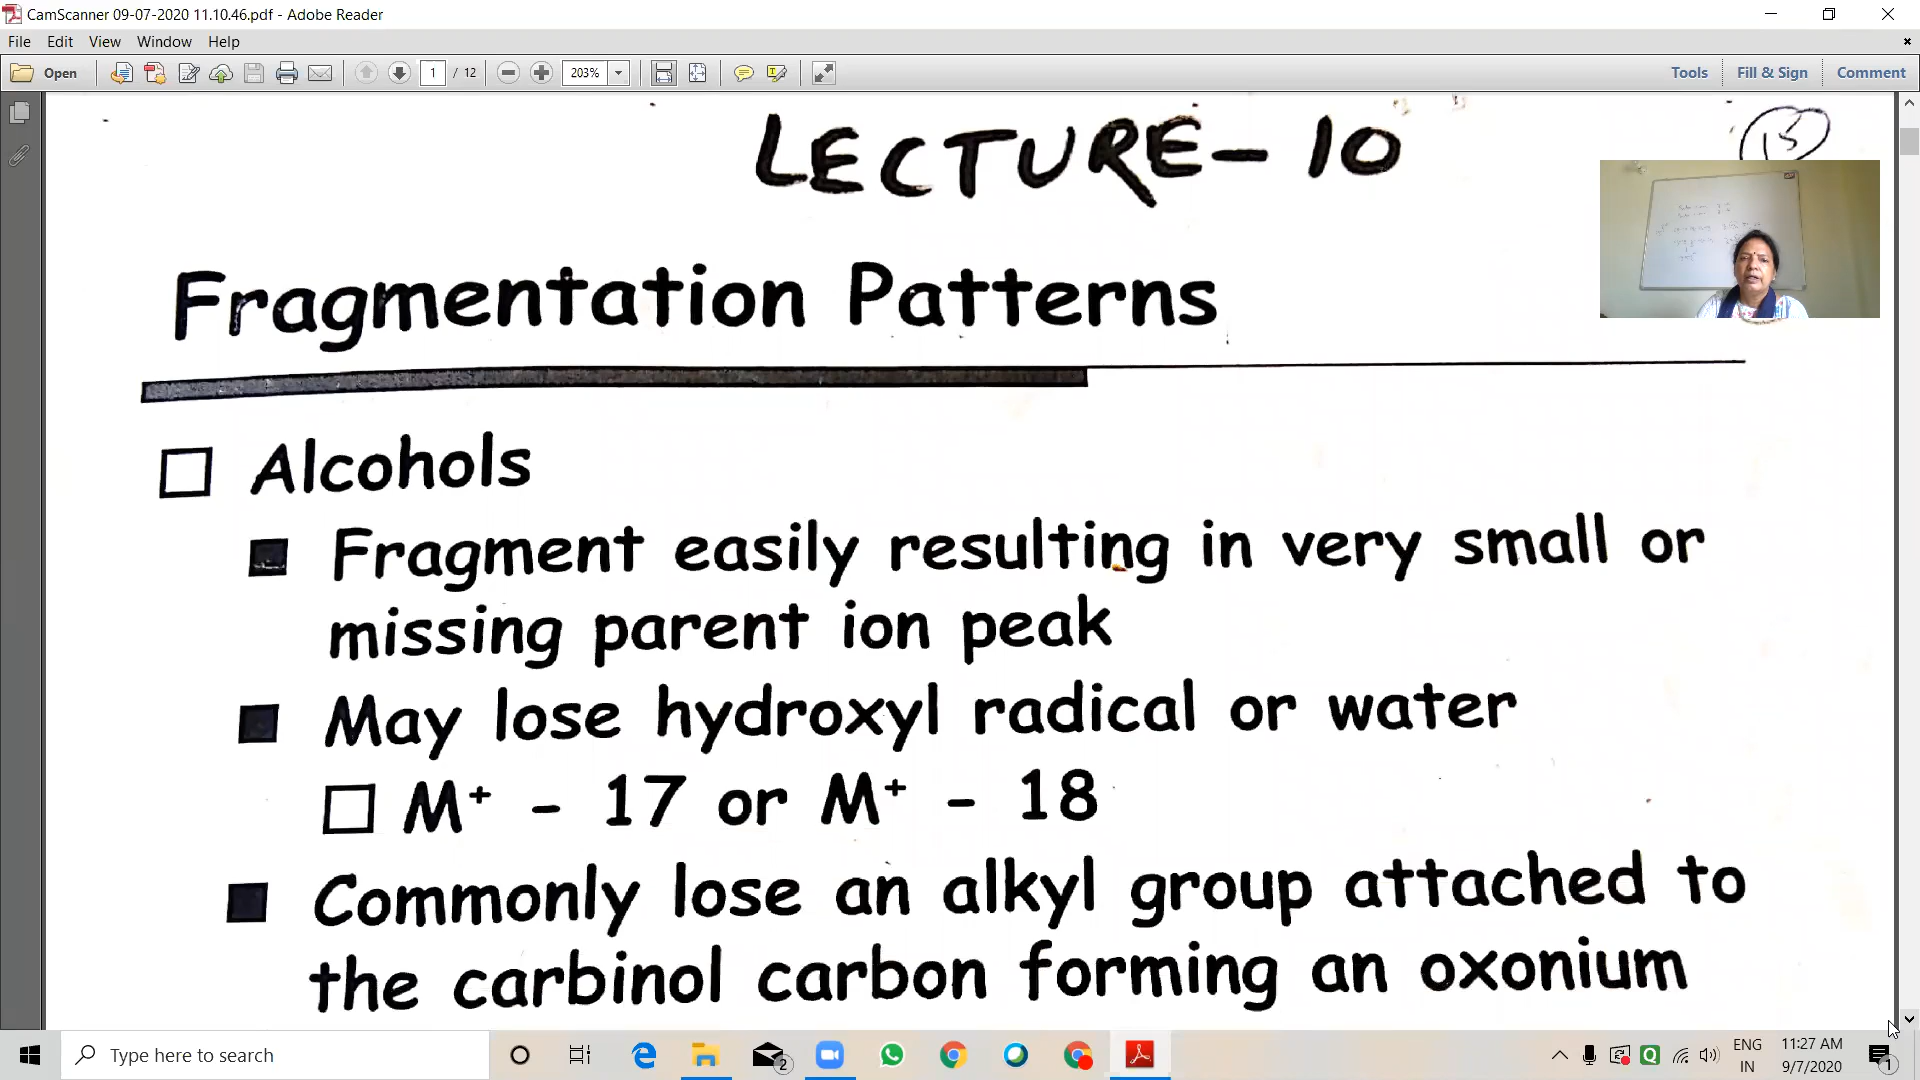 CamScanner 09-07-2020 11.10.46.pdf - Adobe Reader
File Edit View Window Help
Open 1 / 12 203% Tools Fill & Sign Comment
LECTURE- 10
15
Fragmentation Patterns
Alcohols
Fragment easily resulting in very small or
missing parent ion peak
May lose hydroxyl radical or water
M+ - 17 or M+ - 18
Commonly lose an alkyl group attached to
the carbinol carbon forming an oxonium
Type here to search
2
ENG
IN
11:27 AM
9/7/2020
1